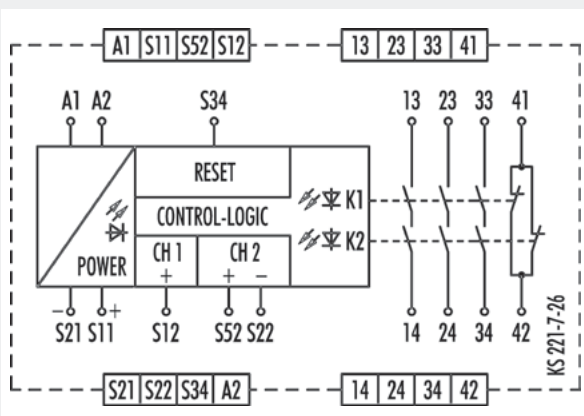 A1 S11 S52 S12 13 23 33 41
A1 A2 S34 13 23 33 41
RESET
K1
CONTROL-LOGIC
K2
CH 1 CH 2
POWER + + −
− +
S21 S11 S12 S52 S22 14 24 34 42
KS 221-7-26
S21 S22 S34 A2 14 24 34 42